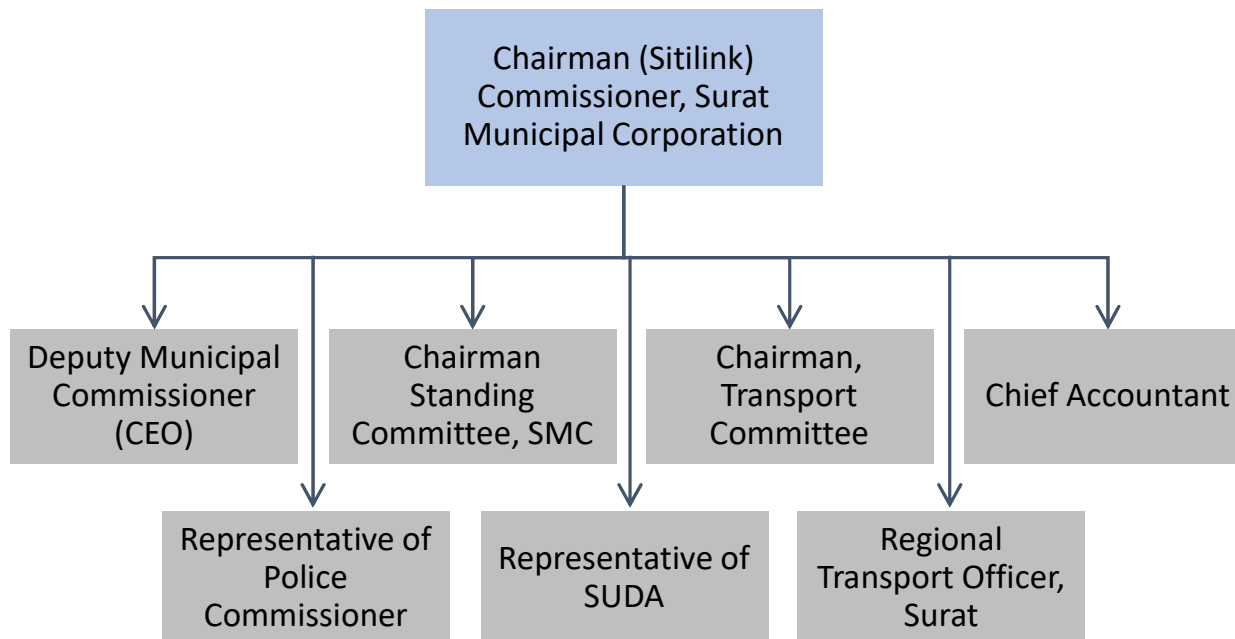 Chairman (Sitilink)
Commissioner, Surat
Municipal Corporation
Deputy Municipal
Commissioner
(CEO)
Chairman
Standing
Committee, SMC
Chairman,
Transport
Committee
Chief Accountant
Representative of
Police
Commissioner
Representative of
SUDA
Regional
Transport Officer,
Surat